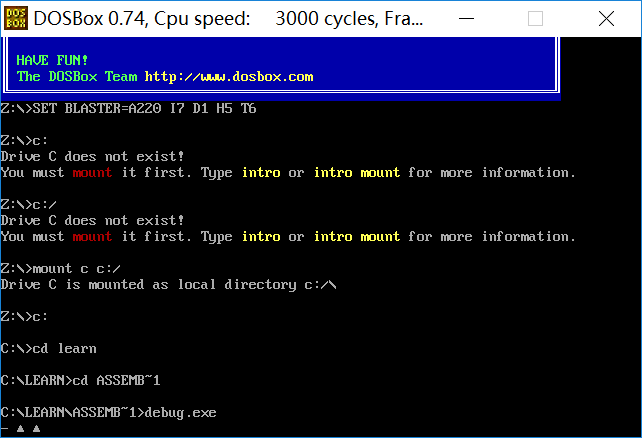 DOS
BOX
DOSBox 0.74, Cpu speed:    3000 cycles, Fra...
HAVE FUN!
The DOSBox Team http://www.dosbox.com
Z:\>SET BLASTER=A220 I7 D1 H5 T6
Z:\>c:
Drive C does not exist!
You must mount it first. Type intro or intro mount for more information.
Z:\>c:/
Drive C does not exist!
You must mount it first. Type intro or intro mount for more information.
Z:\>mount c c:/
Drive C is mounted as local directory c:/\
Z:\>c:
C:\>cd learn
C:\LEARN>cd ASSEMB~1
C:\LEARN\ASSEMB~1>debug.exe
- ▲ ▲